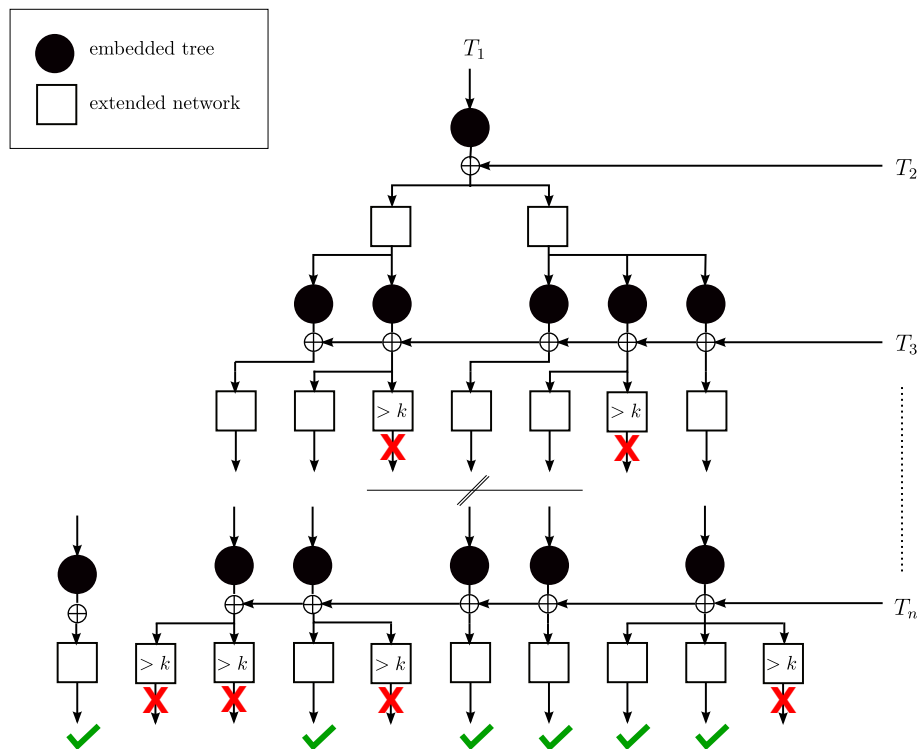 embedded tree
extended network
T₁
T₂
T₃
> k
> k
Tₙ
> k
> k
> k
> k